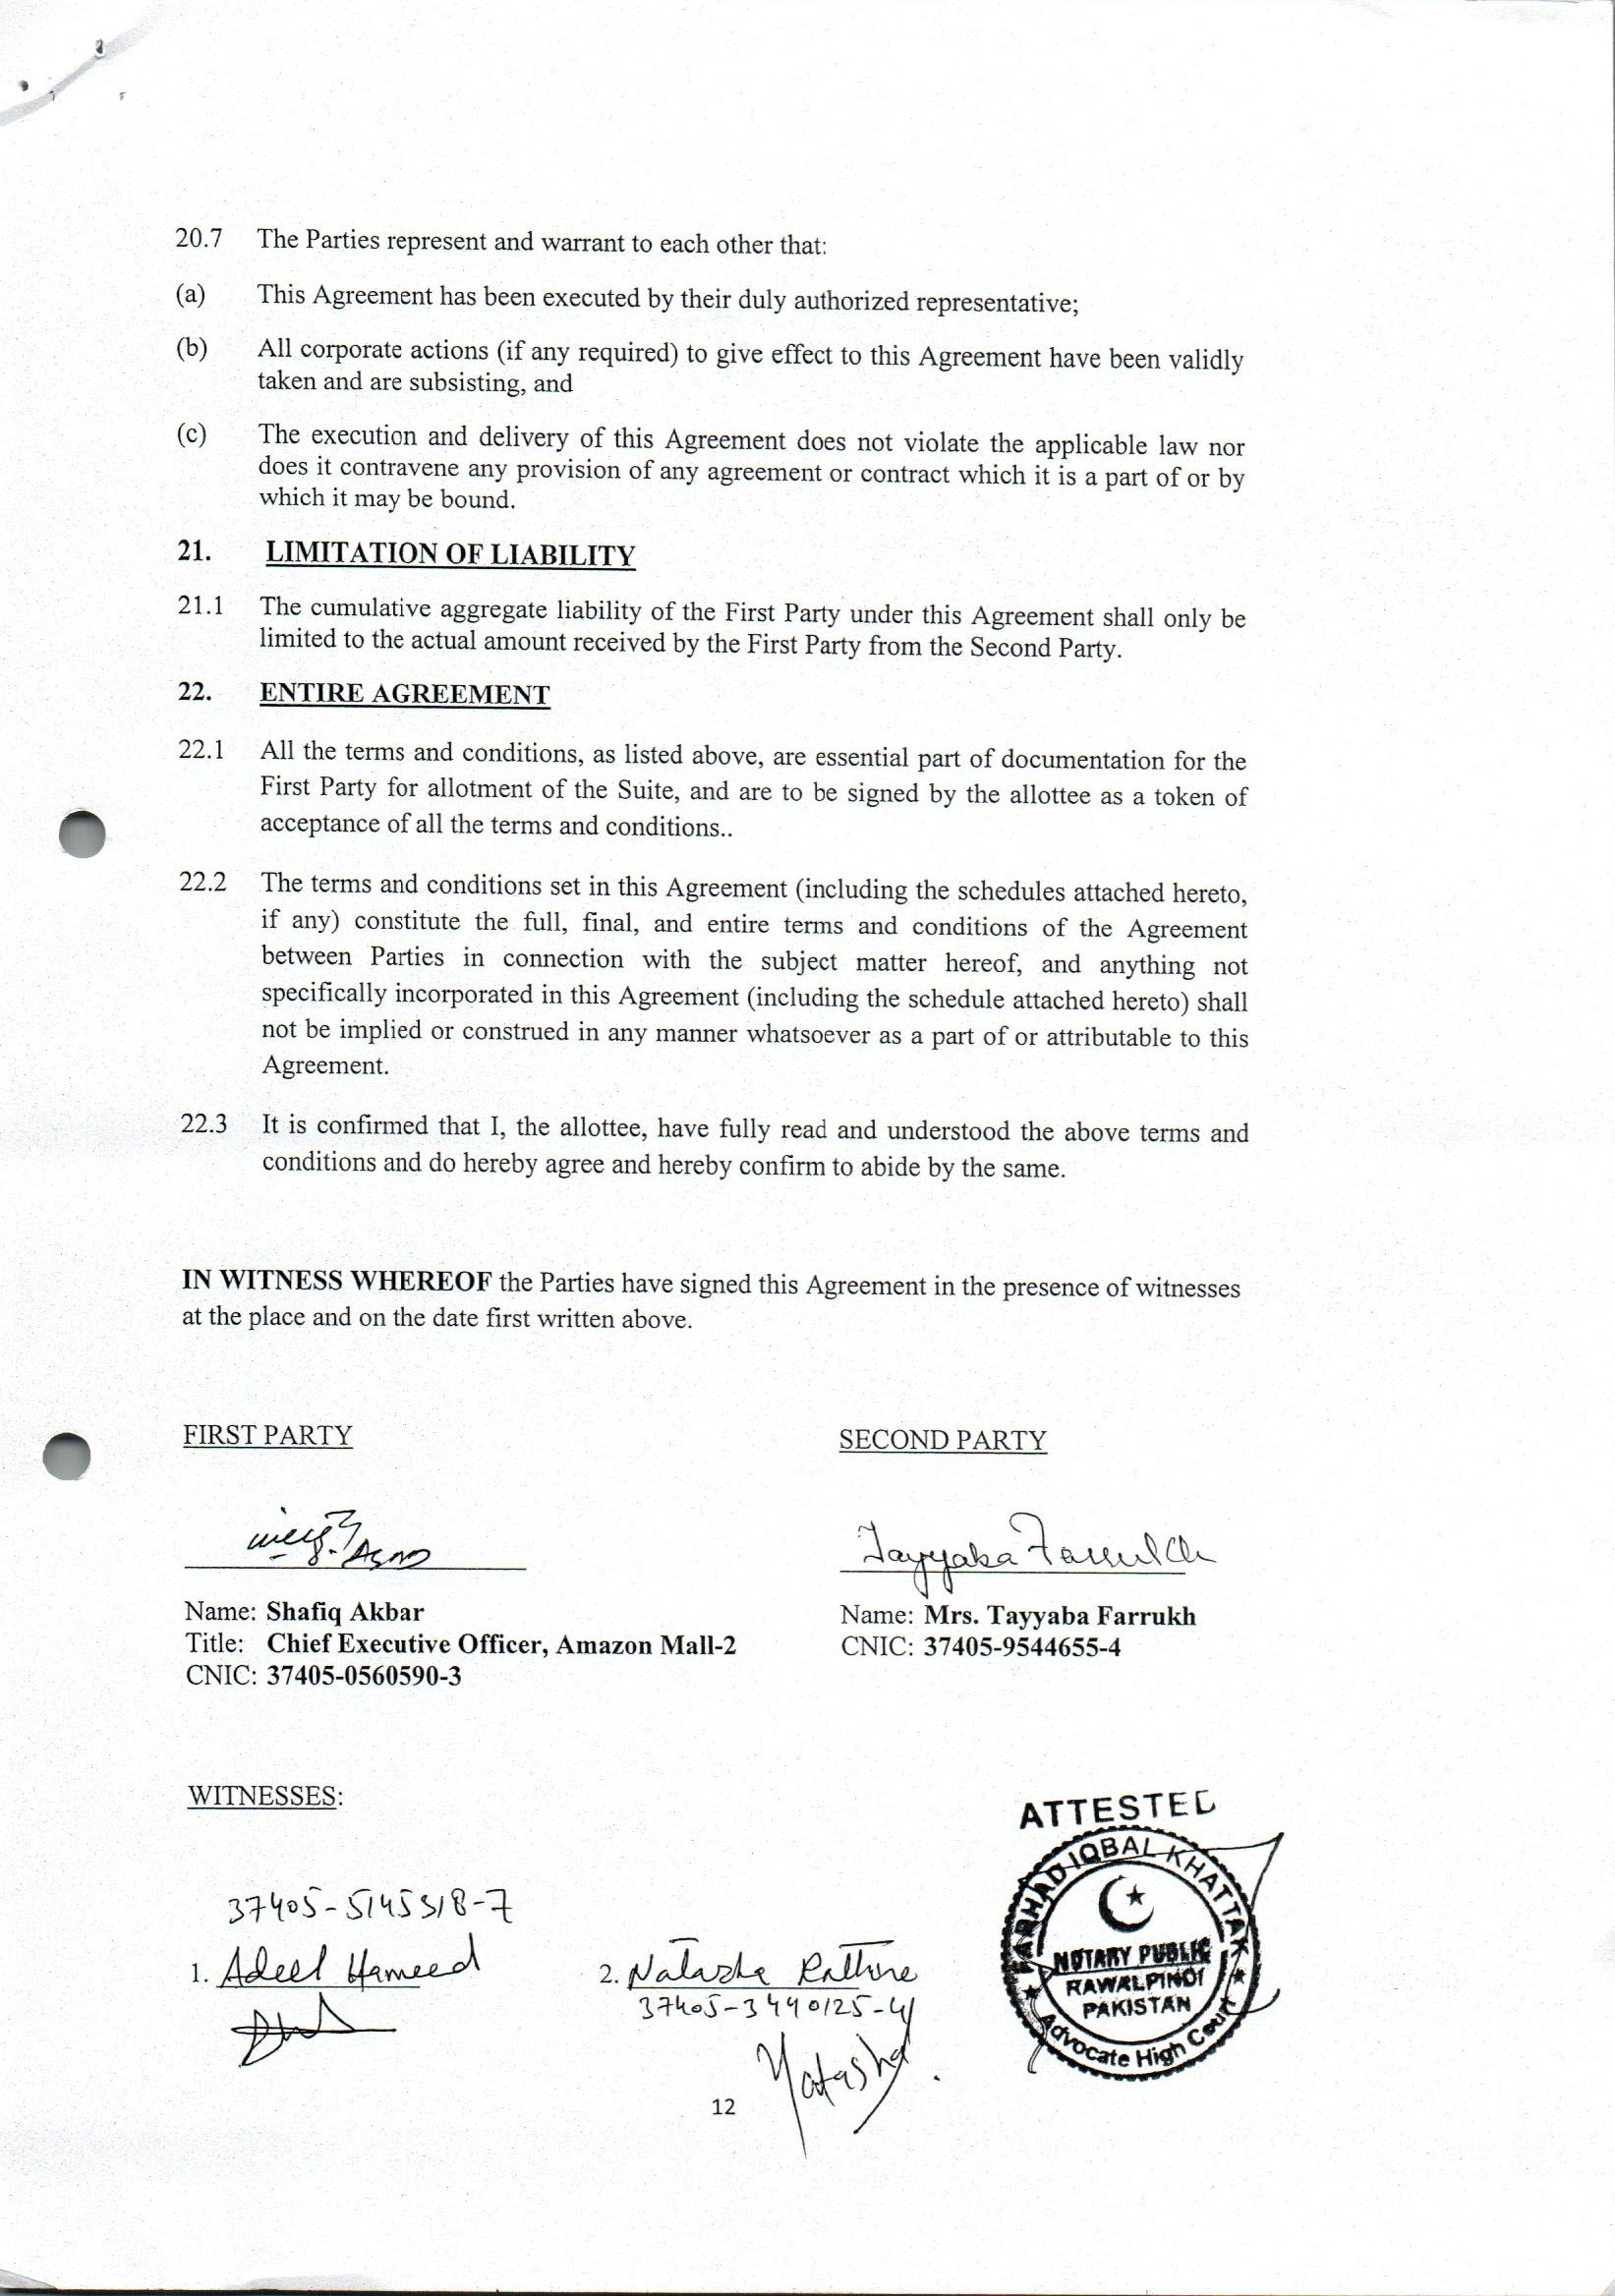 20.7 The Parties represent and warrant to each other that:
(a) This Agreement has been executed by their duly authorized representative;
(b) All corporate actions (if any required) to give effect to this Agreement have been validly
taken and are subsisting, and
(c) The execution and delivery of this Agreement does not violate the applicable law nor
does it contravene any provision of any agreement or contract which it is a part of or by
which it may be bound.
21. LIMITATION OF LIABILITY
21.1 The cumulative aggregate liability of the First Party under this Agreement shall only be
limited to the actual amount received by the First Party from the Second Party.
22. ENTIRE AGREEMENT
22.1 All the terms and conditions, as listed above, are essential part of documentation for the
First Party for allotment of the Suite, and are to be signed by the allottee as a token of
acceptance of all the terms and conditions..
22.2 The terms and conditions set in this Agreement (including the schedules attached hereto,
if any) constitute the full, final, and entire terms and conditions of the Agreement
between Parties in connection with the subject matter hereof, and anything not
specifically incorporated in this Agreement (including the schedule attached hereto) shall
not be implied or construed in any manner whatsoever as a part of or attributable to this
Agreement.
22.3 It is confirmed that I, the allottee, have fully read and understood the above terms and
conditions and do hereby agree and hereby confirm to abide by the same.
IN WITNESS WHEREOF the Parties have signed this Agreement in the presence of witnesses
at the place and on the date first written above.
FIRST PARTY
SECOND PARTY
Tayyaba Farrukh
Name: Shafiq Akbar
Title: Chief Executive Officer, Amazon Mall-2
CNIC: 37405-0560590-3
Name: Mrs. Tayyaba Farrukh
CNIC: 37405-9544655-4
WITNESSES:
37405-5145318-7
1. Adeel Hameed
2. Natasha
37405-3440125-4
Natasha
ATTESTED
FARHAD IQBAL KHATTAK
NOTARY PUBLIC
RAWALPINDI
PAKISTAN
Advocate High Court
12